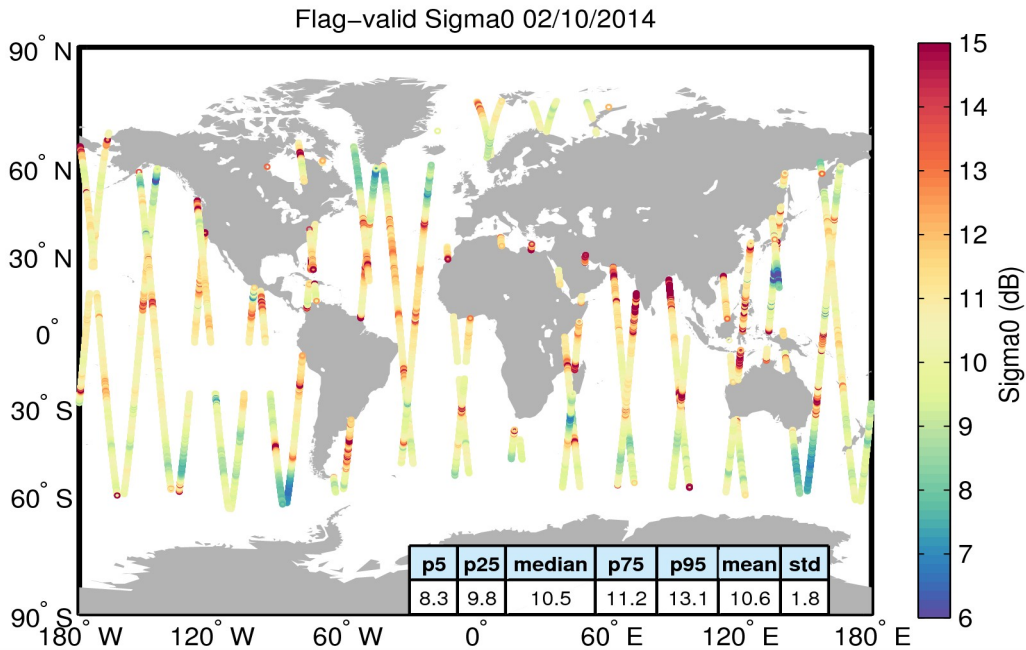 Flag−valid Sigma0 02/10/2014
90° N
60° N
30° N
0°
30° S
60° S
90° S
180° W
120° W
60° W
0°
60° E
120° E
180° E
p5 p25 median p75 p95 mean std
8.3 9.8 10.5 11.2 13.1 10.6 1.8
15
14
13
12
11
10
9
8
7
6
Sigma0 (dB)